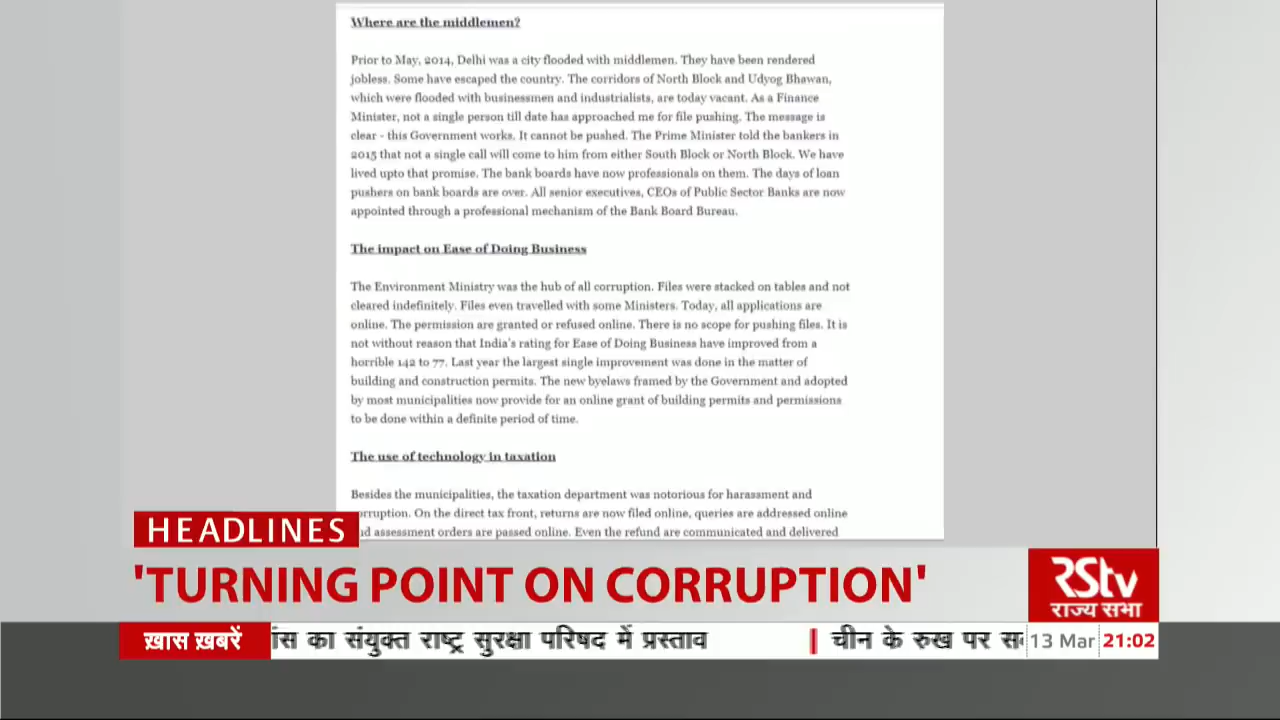 Where are the middlemen?
Prior to May, 2014, Delhi was a city flooded with middlemen. They have been rendered
jobless. Some have escaped the country. The corridors of North Block and Udyog Bhawan,
which were flooded with businessmen and industrialists, are today vacant. As a Finance
Minister, not a single person till date has approached me for file pushing. The message is
clear - this Government works. It cannot be pushed. The Prime Minister told the bankers in
2015 that not a single call will come to him from either South Block or North Block. We have
lived upto that promise. The bank boards have now professionals on them. The days of loan
pushers on bank boards are over. All senior executives, CEOs of Public Sector Banks are now
appointed through a professional mechanism of the Bank Board Bureau.
The impact on Ease of Doing Business
The Environment Ministry was the hub of all corruption. Files were stacked on tables and not
cleared indefinitely. Files even travelled with some Ministers. Today, all applications are
online. The permission are granted or refused online. There is no scope for pushing files. It is
not without reason that India's rating for Ease of Doing Business have improved from a
horrible 142 to 77. Last year the largest single improvement was done in the matter of
building and construction permits. The new byelaws framed by the Government and adopted
by most municipalities now provide for an online grant of building permits and permissions
to be done within a definite period of time.
The use of technology in taxation
Besides the municipalities, the taxation department was notorious for harassment and
orruption. On the direct tax front, returns are now filed online, queries are addressed online
nd assessment orders are passed online. Even the refund are communicated and delivered
HEADLINES
'TURNING POINT ON CORRUPTION'
RSTV
राज्य सभा
ख़ास ख़बरें
ांस का संयुक्त राष्ट्र सुरक्षा परिषद में प्रस्ताव | चीन के रुख पर
13 Mar 21:02